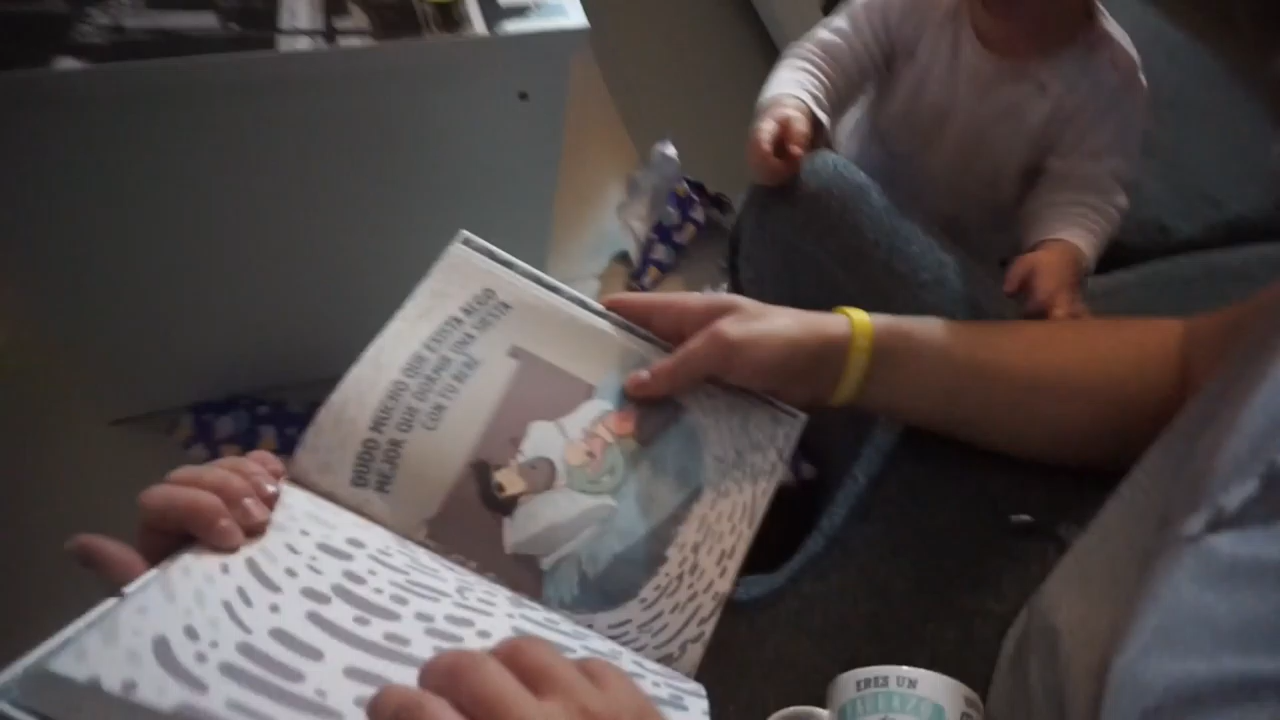 DUDO MUCHO QUE EXISTA ALGO
MEJOR QUE DORMIR UNA SIESTA
CON TU BEBÉ
ERES UN